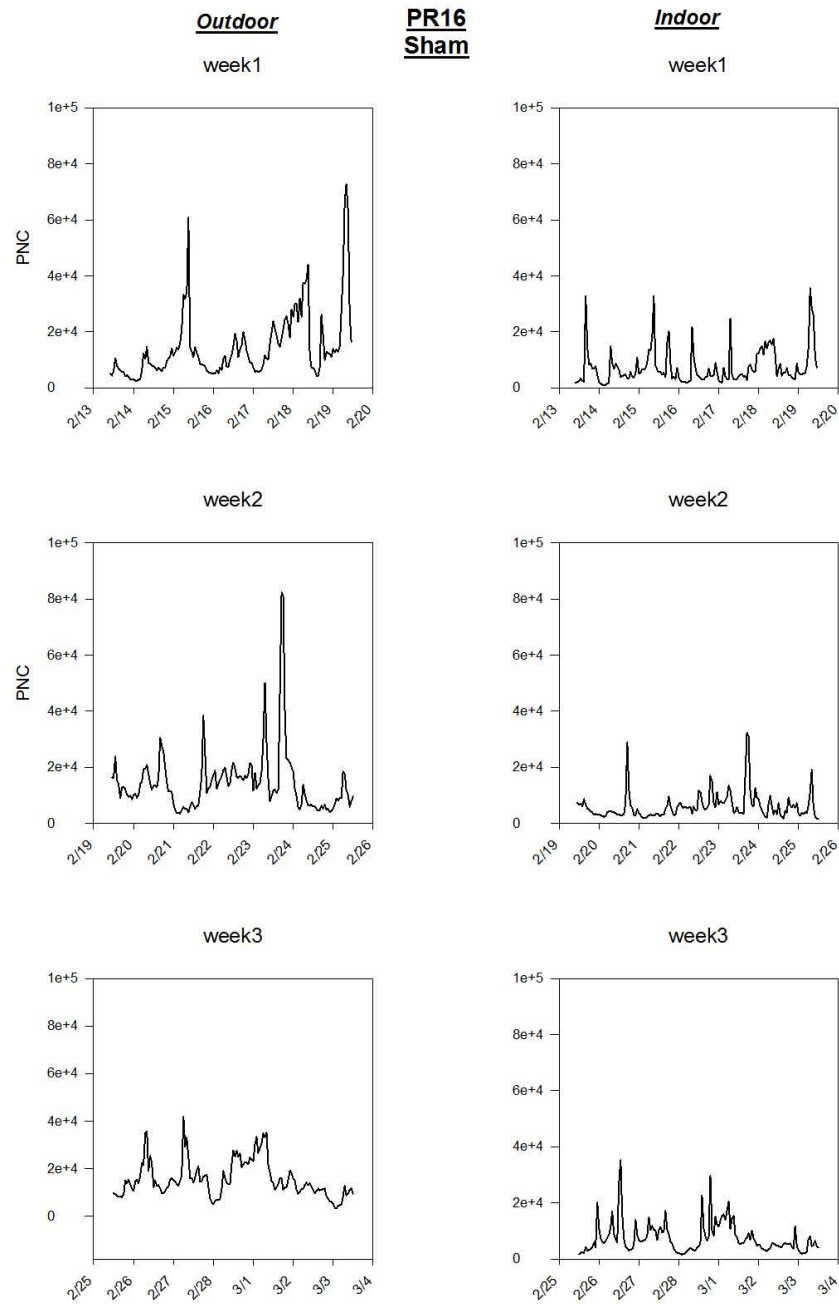 Outdoor
PR16
Sham
Indoor
week1
week1
1e+5
8e+4
6e+4
4e+4
2e+4
0
PNC
2/13
2/14
2/15
2/16
2/17
2/18
2/19
2/20
1e+5
8e+4
6e+4
4e+4
2e+4
0
2/13
2/14
2/15
2/16
2/17
2/18
2/19
2/20
week2
week2
1e+5
8e+4
6e+4
4e+4
2e+4
0
PNC
2/19
2/20
2/21
2/22
2/23
2/24
2/25
2/26
1e+5
8e+4
6e+4
4e+4
2e+4
0
2/19
2/20
2/21
2/22
2/23
2/24
2/25
2/26
week3
week3
1e+5
8e+4
6e+4
4e+4
2e+4
0
2/25
2/26
2/27
2/28
3/1
3/2
3/3
3/4
1e+5
8e+4
6e+4
4e+4
2e+4
0
2/25
2/26
2/27
2/28
3/1
3/2
3/3
3/4